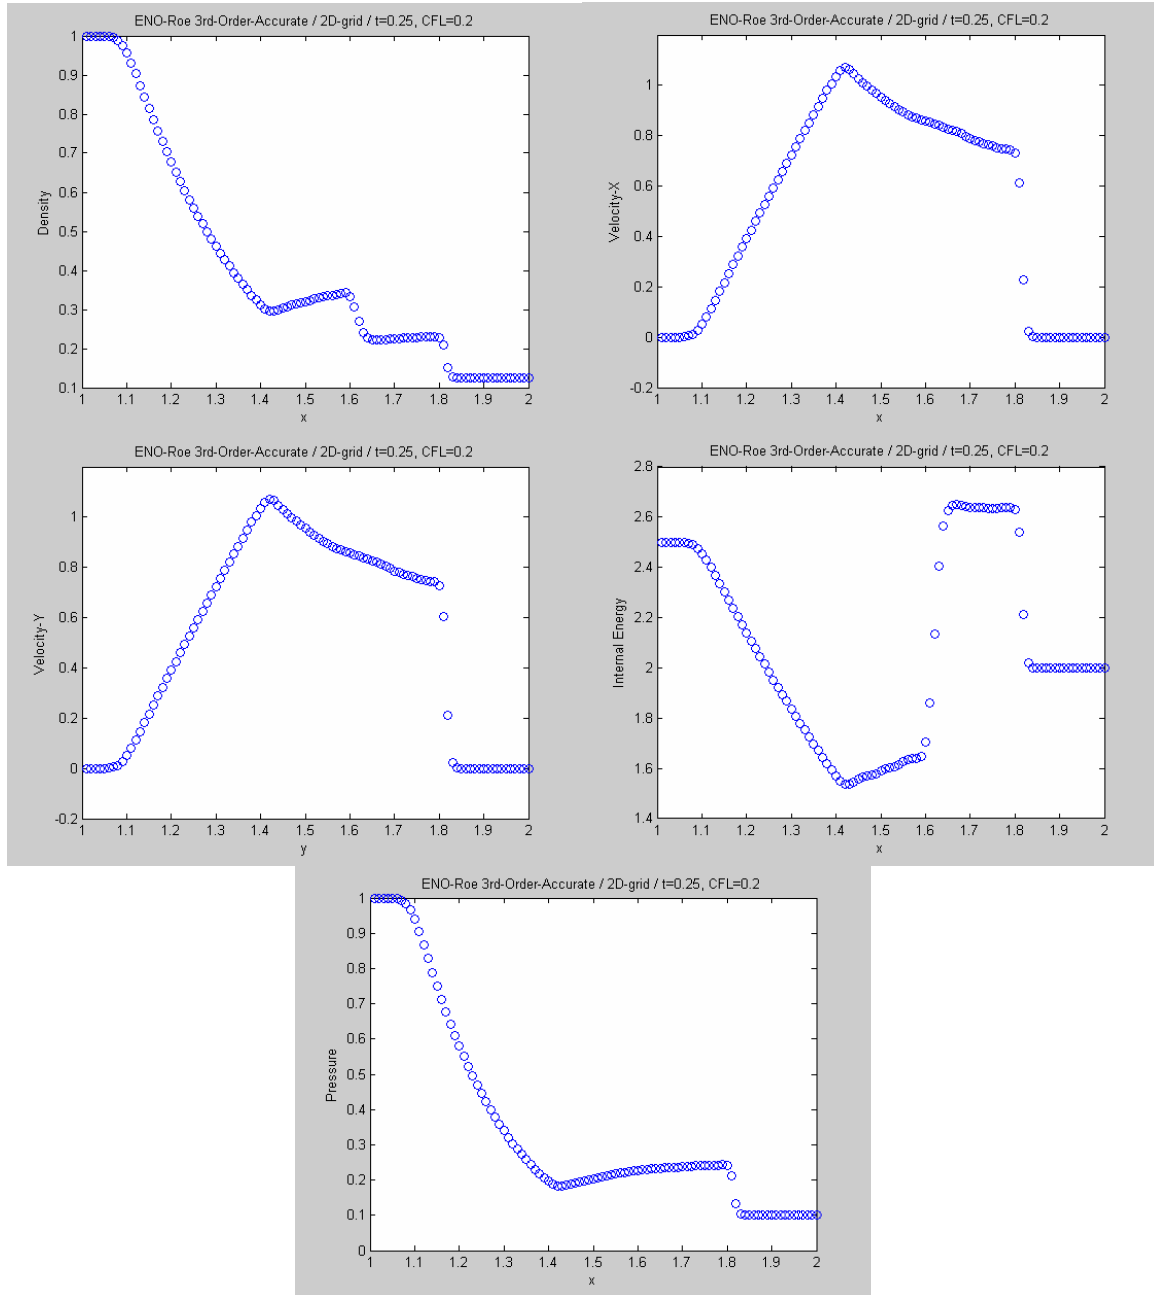 ENO-Roe 3rd-Order-Accurate / 2D-grid / t=0.25, CFL=0.2
1
0.9
0.8
0.7
0.6
0.5
0.4
0.3
0.2
0.1
Density
1 1.1 1.2 1.3 1.4 1.5 1.6 1.7 1.8 1.9 2
x
ENO-Roe 3rd-Order-Accurate / 2D-grid / t=0.25, CFL=0.2
1
0.8
0.6
0.4
0.2
0
-0.2
Velocity-X
1 1.1 1.2 1.3 1.4 1.5 1.6 1.7 1.8 1.9 2
x
ENO-Roe 3rd-Order-Accurate / 2D-grid / t=0.25, CFL=0.2
1
0.8
0.6
0.4
0.2
0
-0.2
Velocity-Y
1 1.1 1.2 1.3 1.4 1.5 1.6 1.7 1.8 1.9 2
y
ENO-Roe 3rd-Order-Accurate / 2D-grid / t=0.25, CFL=0.2
2.8
2.6
2.4
2.2
2
1.8
1.6
1.4
Internal Energy
1 1.1 1.2 1.3 1.4 1.5 1.6 1.7 1.8 1.9 2
x
ENO-Roe 3rd-Order-Accurate / 2D-grid / t=0.25, CFL=0.2
1
0.9
0.8
0.7
0.6
0.5
0.4
0.3
0.2
0.1
0
Pressure
1 1.1 1.2 1.3 1.4 1.5 1.6 1.7 1.8 1.9 2
x